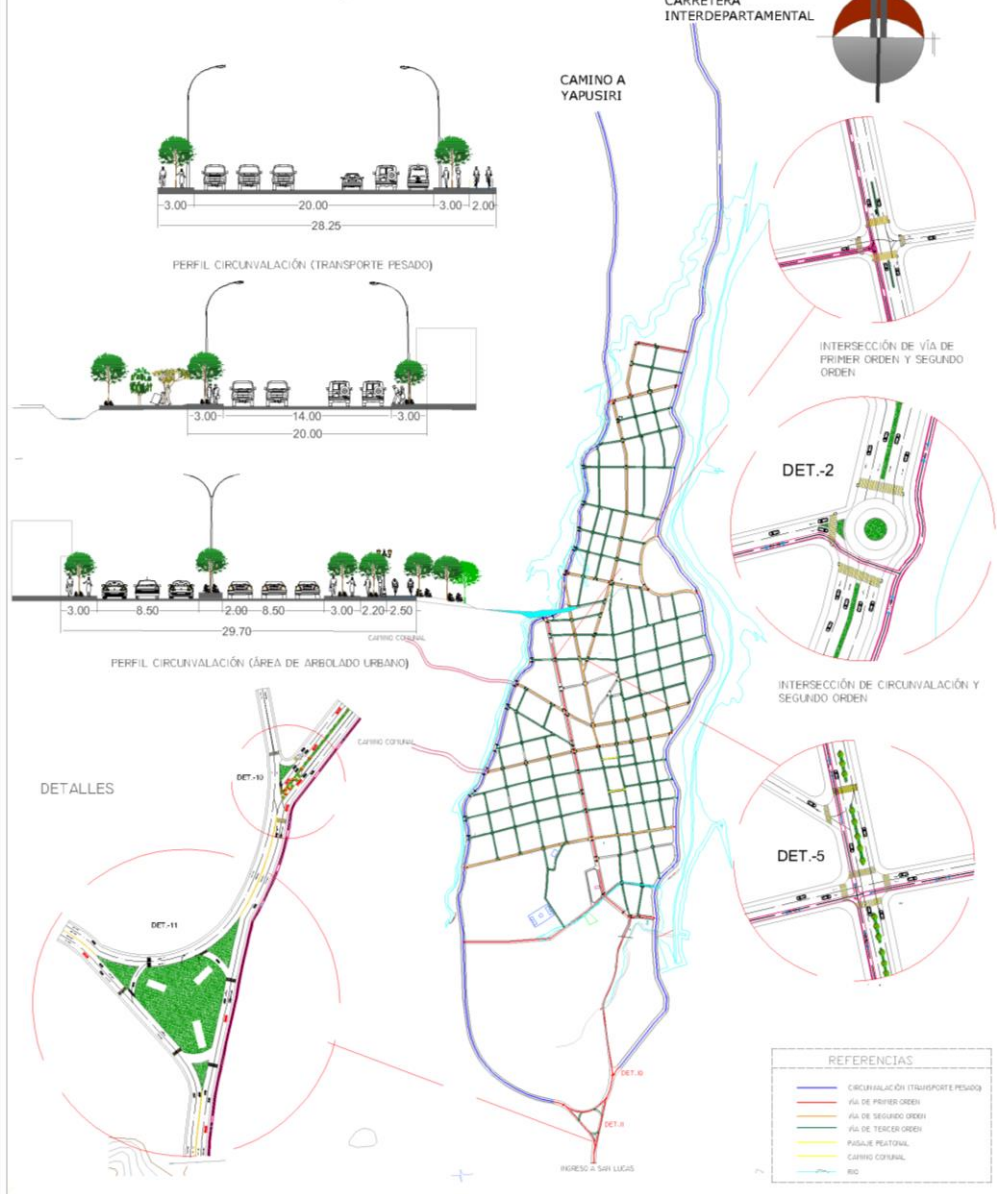 CARRETERA
INTERDEPARTAMENTAL
CAMINO A
YAPUSIRI
3.00 20.00 3.00 2.00
28.25
PERFIL CIRCUNVALACIÓN (TRANSPORTE PESADO)
INTERSECCIÓN DE VÍA DE
PRIMER ORDEN Y SEGUNDO
ORDEN
3.00 14.00 3.00
20.00
DET.-2
3.00 8.50 2.00 8.50 3.00 2.20 2.50
29.70
CAMINO COMUNAL
PERFIL CIRCUNVALACIÓN (ÁREA DE ARBOLADO URBANO)
INTERSECCIÓN DE CIRCUNVALACIÓN Y
SEGUNDO ORDEN
CAMINO COMUNAL
DETALLES
DET.-10
DET.-5
DET.-11
DET.10
DET.11
INGRESO A SAN LUCAS
REFERENCIAS
CIRCUNVALACIÓN (TRANSPORTE PESADO)
VÍA DE PRIMER ORDEN
VÍA DE SEGUNDO ORDEN
VÍA DE TERCER ORDEN
PASAJE PEATONAL
CAMINO COMUNAL
RIO